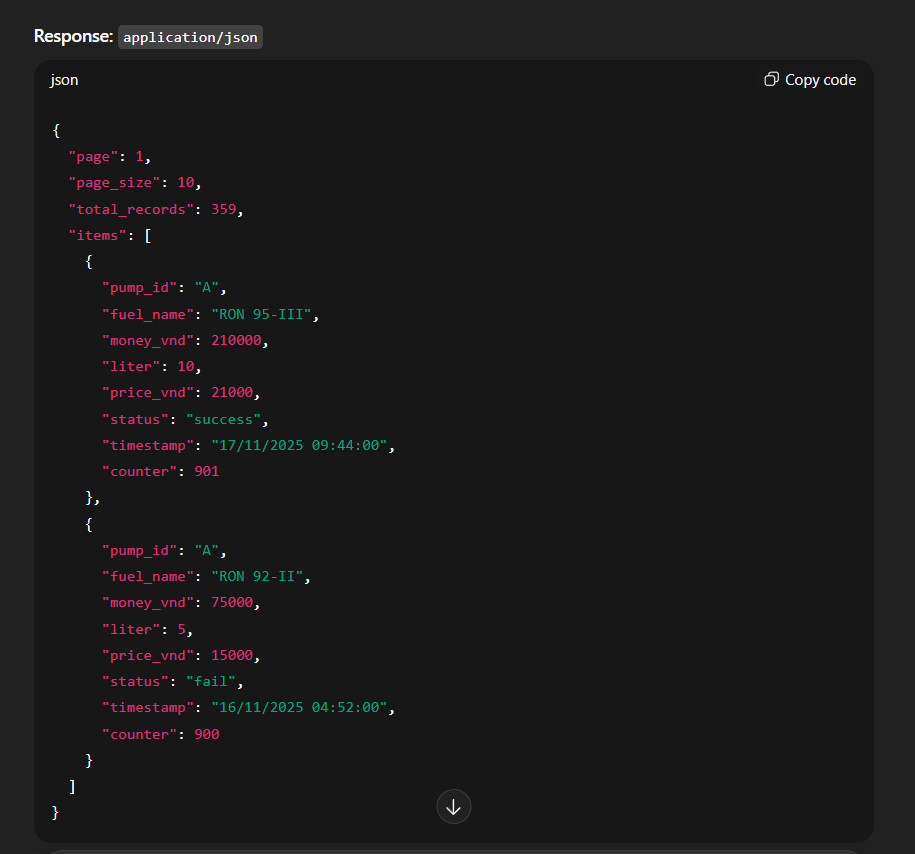 Response: application/json
json
Copy code
{
"page": 1,
"page_size": 10,
"total_records": 359,
"items": [
{
"pump_id": "A",
"fuel_name": "RON 95-III",
"money_vnd": 210000,
"liter": 10,
"price_vnd": 21000,
"status": "success",
"timestamp": "17/11/2025 09:44:00",
"counter": 901
},
{
"pump_id": "A",
"fuel_name": "RON 92-II",
"money_vnd": 75000,
"liter": 5,
"price_vnd": 15000,
"status": "fail",
"timestamp": "16/11/2025 04:52:00",
"counter": 900
}
]
}